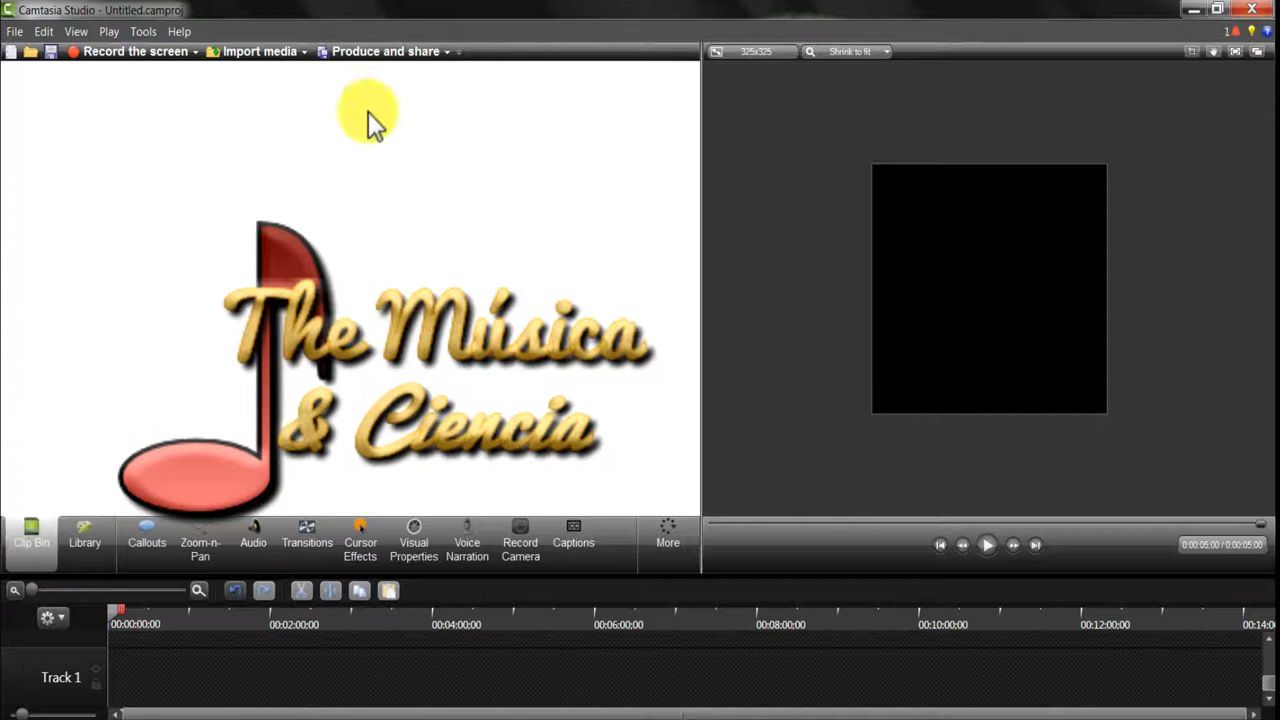 Camtasia Studio - Untitled.camproj
File Edit View Play Tools Help
1
Record the screen Import media Produce and share
325x325 Shrink to fit
The Música
& Ciencia
Clip Bin Library Callouts Zoom-n-Pan Audio Transitions Cursor Effects Visual Properties Voice Narration Record Camera Captions More
0:00:05;00 / 0:00:05;00
00:00:00;00 00:02:00;00 00:04:00;00 00:06:00;00 00:08:00;00 00:10:00;00 00:12:00;00 00:14:0
Track 1